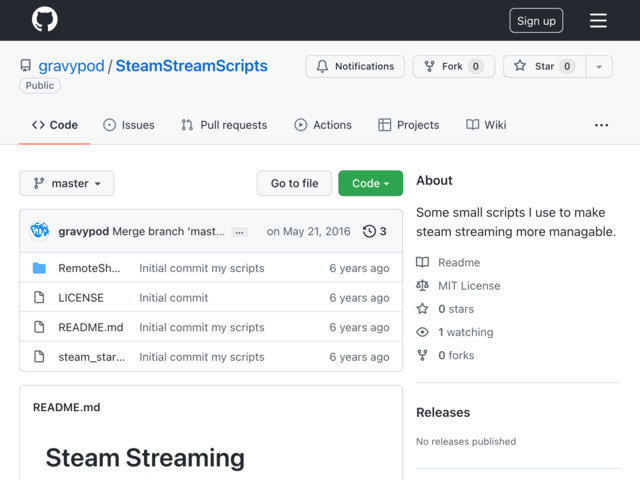 Sign up
gravypod / SteamStreamScripts
Public
Notifications
Fork 0
Star 0
Code
Issues
Pull requests
Actions
Projects
Wiki
master
Go to file
Code
gravypod Merge branch 'mast... ... on May 21, 2016 3
RemoteSh... Initial commit my scripts 6 years ago
LICENSE Initial commit 6 years ago
README.md Initial commit my scripts 6 years ago
steam_star... Initial commit my scripts 6 years ago
README.md
Steam Streaming
About
Some small scripts I use to make
steam streaming more managable.
Readme
MIT License
0 stars
1 watching
0 forks
Releases
No releases published